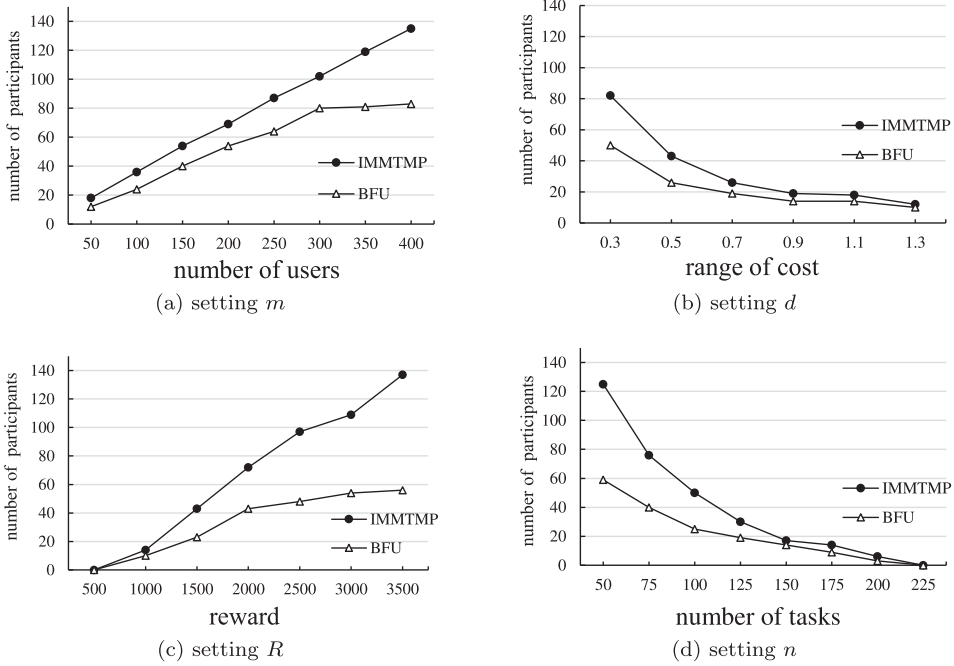 number of participants
140
120
100
80
60
40
20
0
50 100 150 200 250 300 350 400
IMMTMP
BFU
number of users
(a) setting m
number of participants
140
120
100
80
60
40
20
0
0.3 0.5 0.7 0.9 1.1 1.3
IMMTMP
BFU
range of cost
(b) setting d
number of participants
140
120
100
80
60
40
20
0
500 1000 1500 2000 2500 3000 3500
IMMTMP
BFU
reward
(c) setting R
number of participants
140
120
100
80
60
40
20
0
50 75 100 125 150 175 200 225
IMMTMP
BFU
number of tasks
(d) setting n